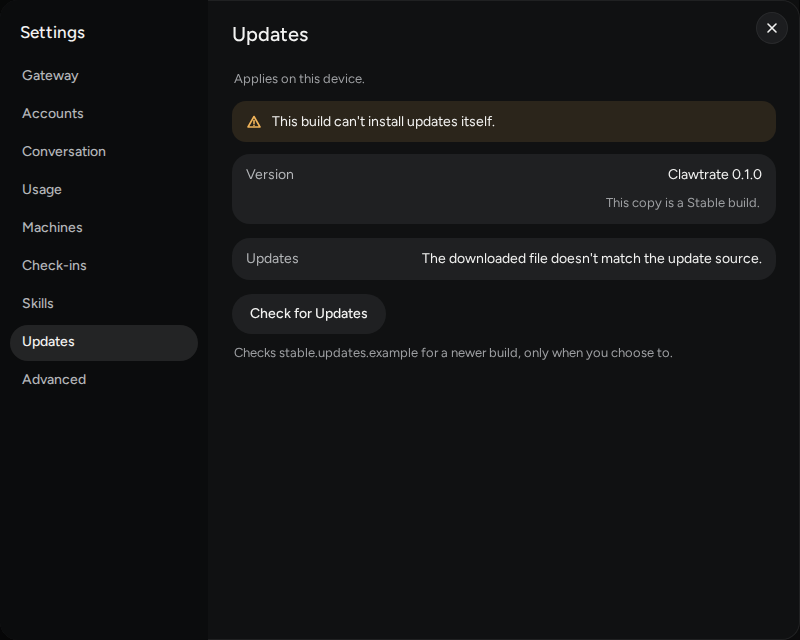 Settings
Gateway
Accounts
Conversation
Usage
Machines
Check-ins
Skills
Updates
Advanced
Updates
Applies on this device.
This build can't install updates itself.
Version
Clawtrate 0.1.0
This copy is a Stable build.
Updates
The downloaded file doesn't match the update source.
Check for Updates
Checks stable.updates.example for a newer build, only when you choose to.